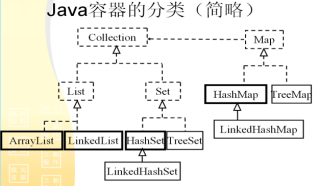 Java容器的分类（简略）
Collection
Map
List
Set
HashMap
TreeMap
ArrayList
LinkedList
HashSet
TreeSet
LinkedHashMap
LinkedHashSet